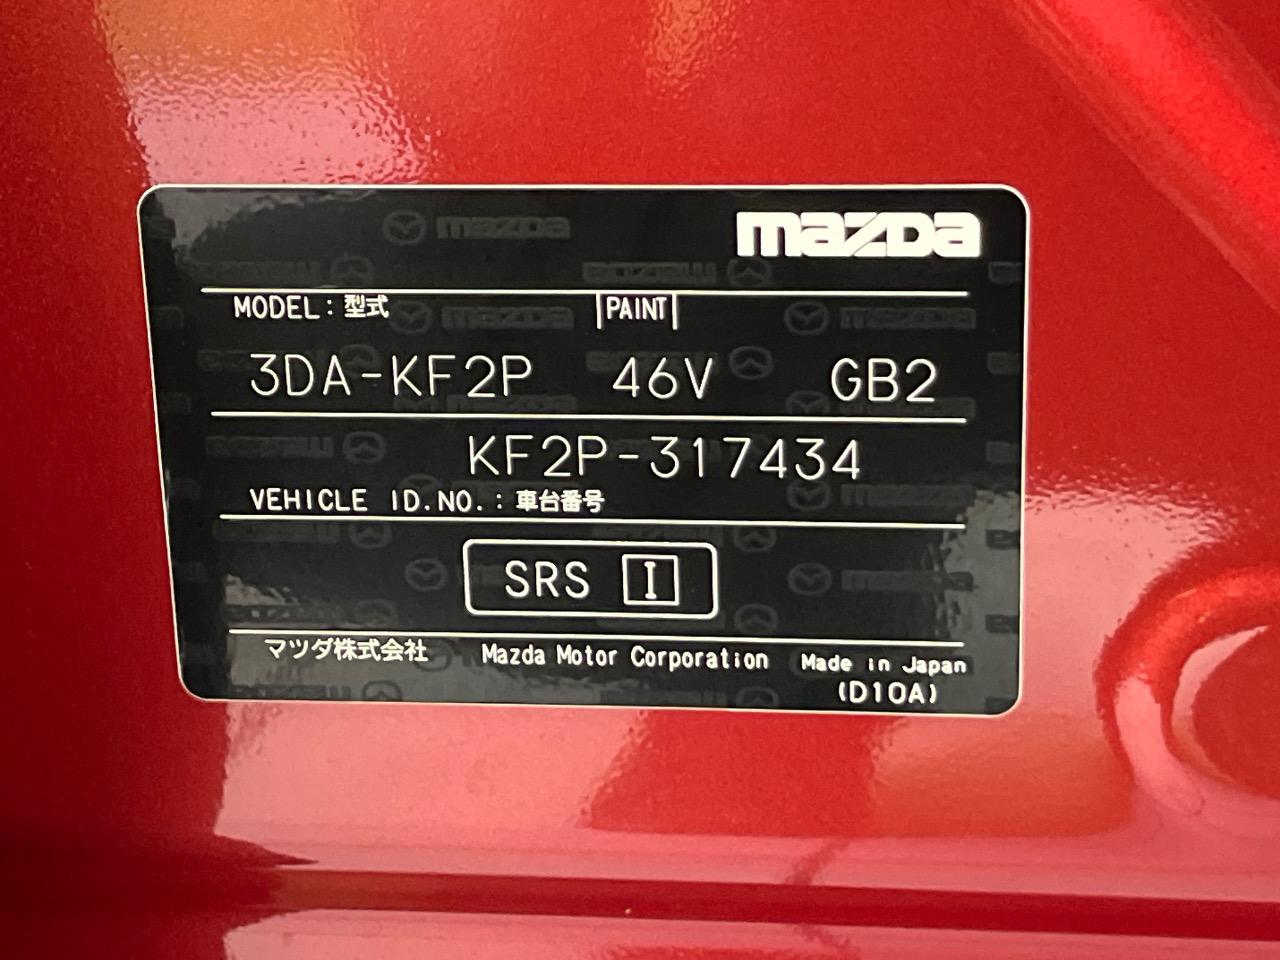 mazda
MODEL:型式 PAINT
3DA-KF2P 46V GB2
KF2P-317434
VEHICLE ID.NO.:車台番号
SRS I
マツダ株式会社 Mazda Motor Corporation Made in Japan
(D10A)